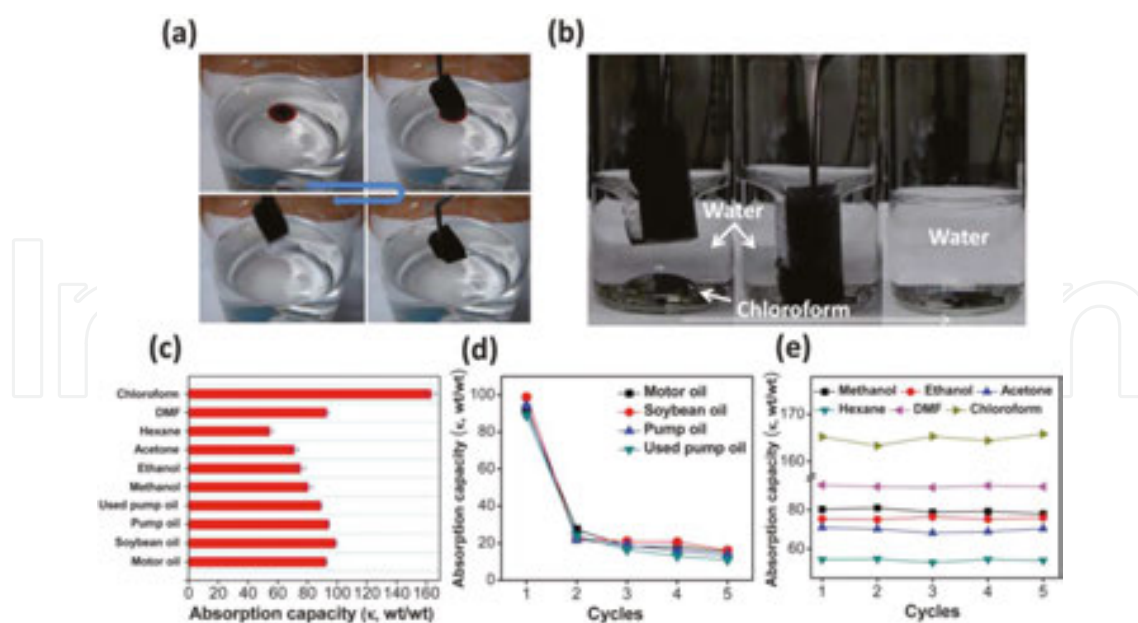 (a)
(b)
Water
Water
Chloroform
(c)
Chloroform
DMF
Hexane
Acetone
Ethanol
Methanol
Used pump oil
Pump oil
Soybean oil
Motor oil
0 20 40 60 80 100 120 140 160
Absorption capacity (κ, wt/wt)
(d)
Absorption capacity (κ, wt/wt)
100
80
60
40
20
0
Motor oil
Soybean oil
Pump oil
Used pump oil
1 2 3 4 5
Cycles
(e)
Absorption capacity (κ, wt/wt)
Methanol Ethanol Acetone
Hexane DMF Chloroform
170
160
80
60
1 2 3 4 5
Cycles